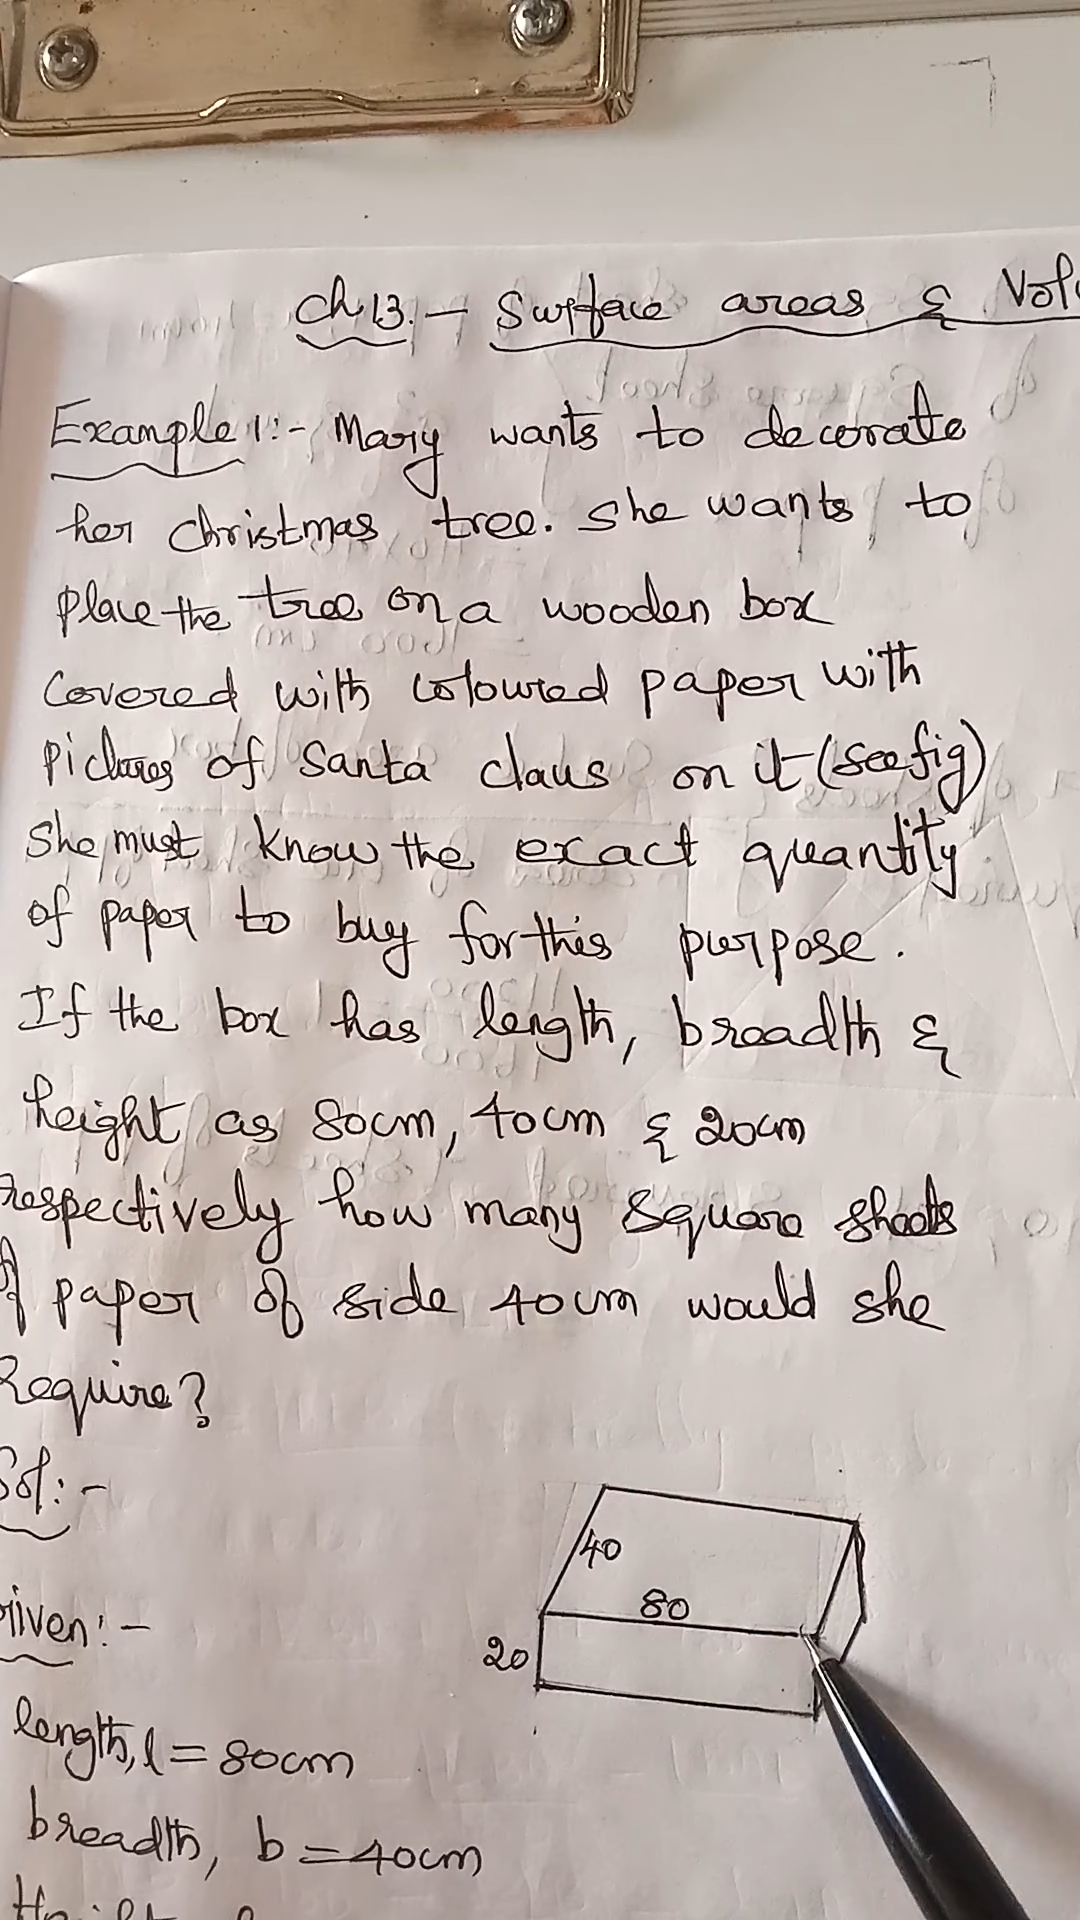 Ch 13. - Surface areas & Vol
Example 1:- Mary wants to decorate
her christmas tree. she wants to
place the tree on a wooden box
covered with coloured paper with
pictures of Santa claus on it (see fig)
She must know the exact quantity
of paper to buy for this purpose.
If the box has length, breadth &
height as 80cm, 40cm & 20cm
respectively how many square sheets
of paper of side 40cm would she
Require?
Sol:-
40
80
20
Given:-
length, l = 80cm
breadth, b = 40cm